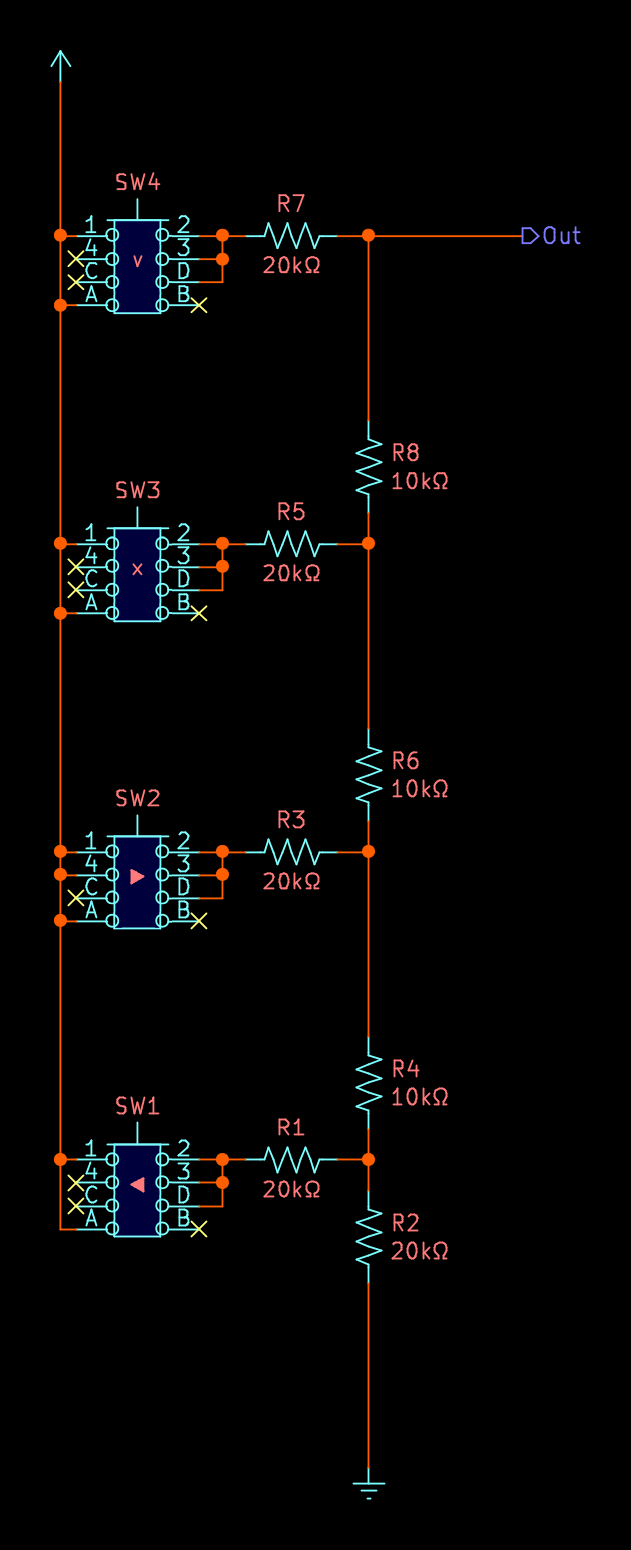 SW4
1 2
4 3
C D
A B
v
R7
20kΩ
Out
R8
10kΩ
SW3
1 2
4 3
C D
A B
x
R5
20kΩ
R6
10kΩ
SW2
1 2
4 3
C D
A B
R3
20kΩ
R4
10kΩ
SW1
1 2
4 3
C D
A B
R1
20kΩ
R2
20kΩ